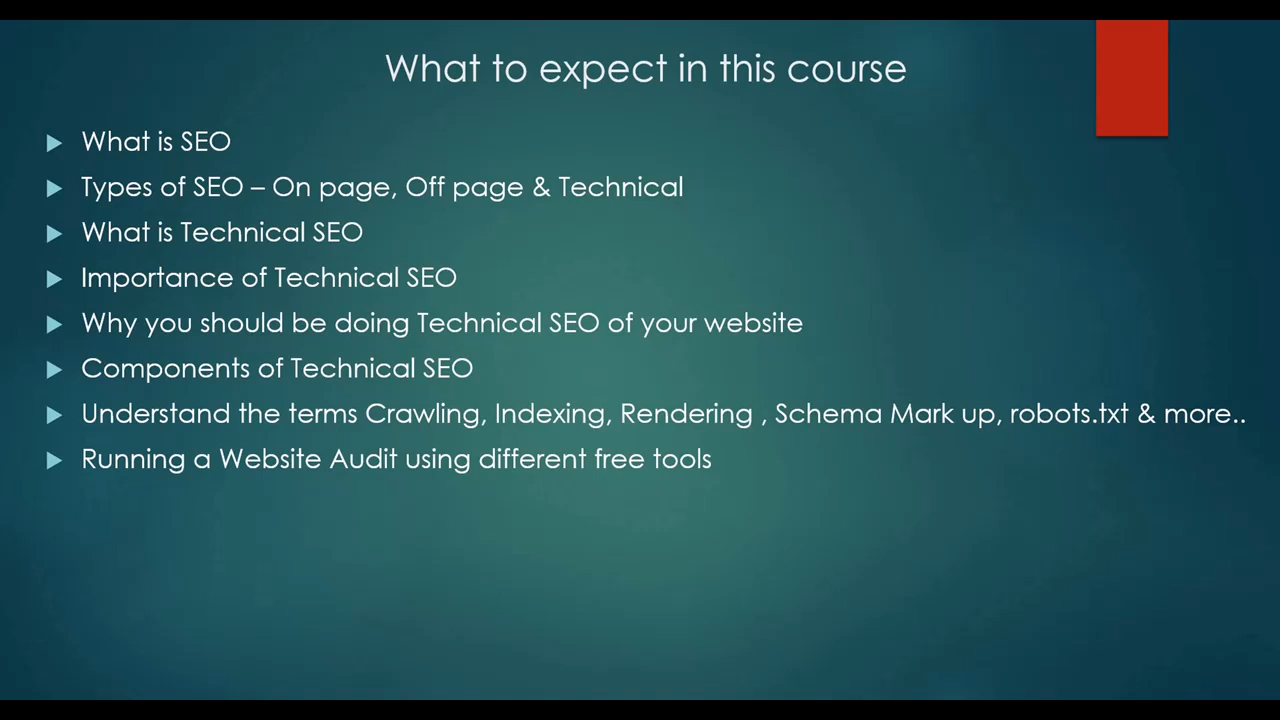 What to expect in this course
What is SEO
Types of SEO – On page, Off page & Technical
What is Technical SEO
Importance of Technical SEO
Why you should be doing Technical SEO of your website
Components of Technical SEO
Understand the terms Crawling, Indexing, Rendering , Schema Mark up, robots.txt & more..
Running a Website Audit using different free tools